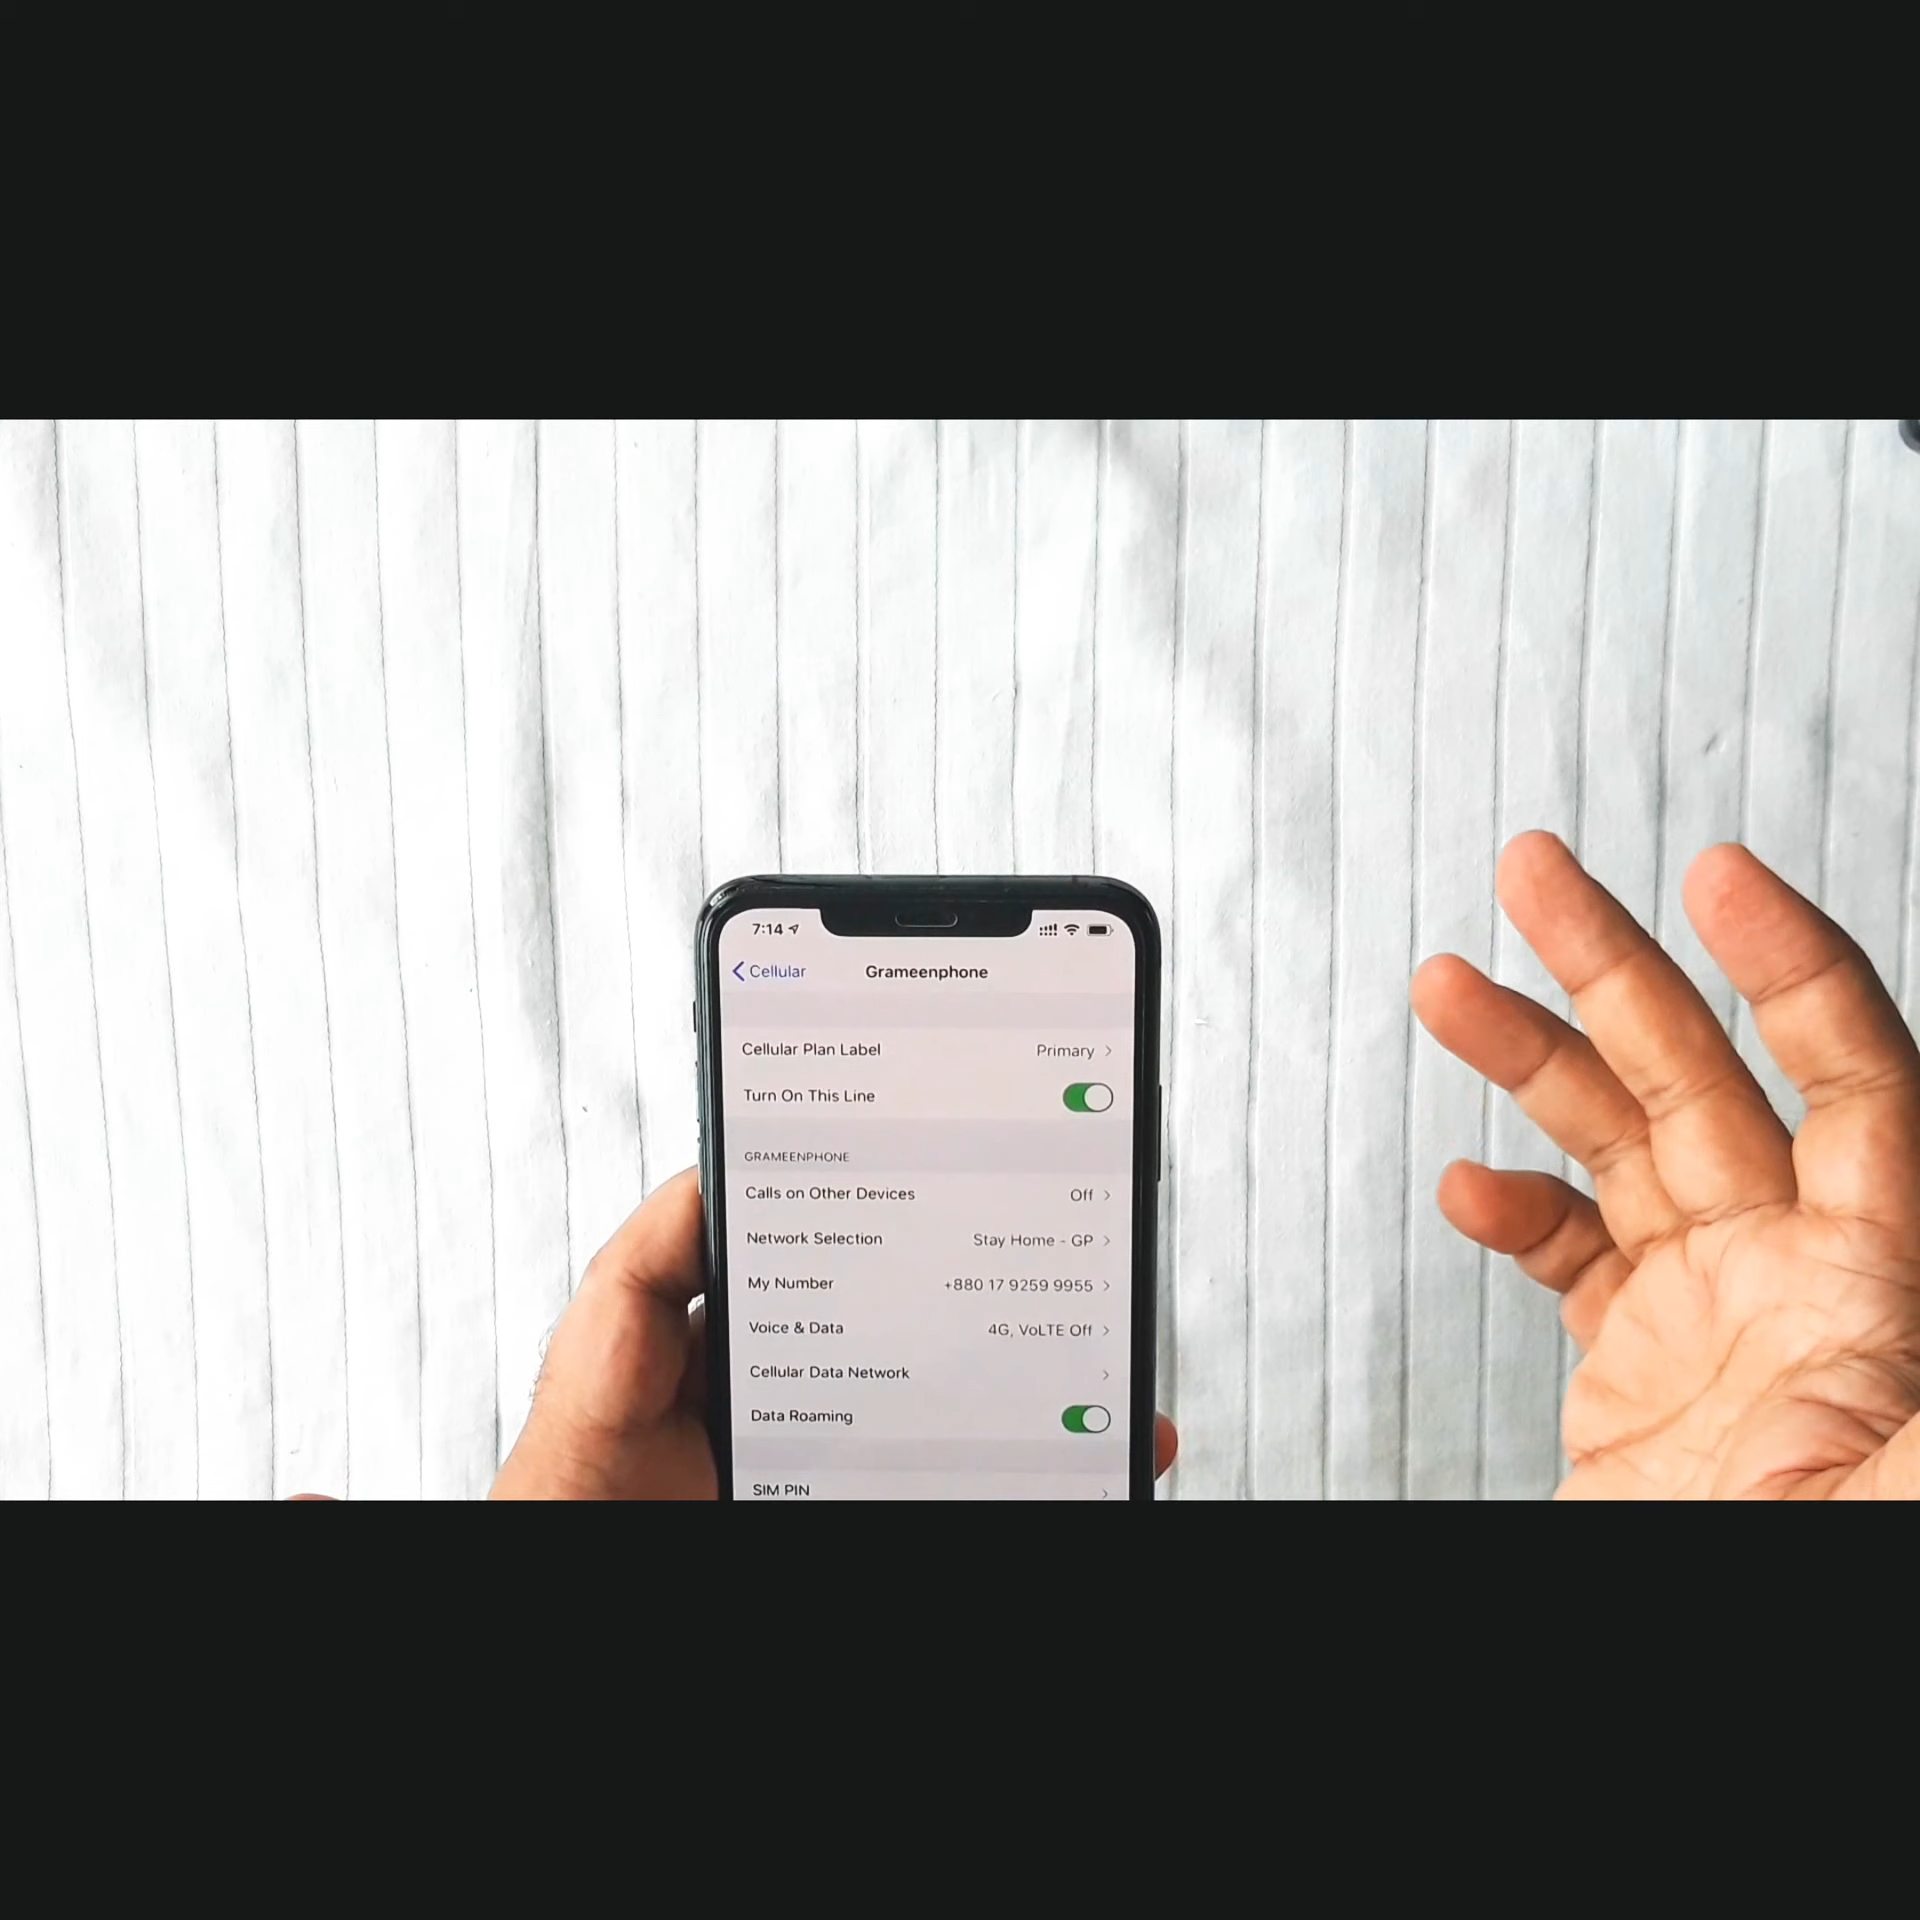 7:14
Cellular Grameenphone
Cellular Plan Label Primary
Turn On This Line
GRAMEENPHONE
Calls on Other Devices Off
Network Selection Stay Home - GP
My Number +880 17 9259 9955
Voice & Data 4G, VoLTE Off
Cellular Data Network
Data Roaming
SIM PIN